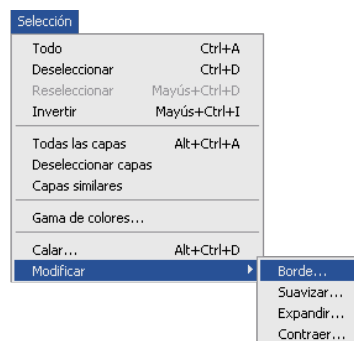 Selección
Todo Ctrl+A
Deseleccionar Ctrl+D
Reseleccionar Mayús+Ctrl+D
Invertir Mayús+Ctrl+I
Todas las capas Alt+Ctrl+A
Deseleccionar capas
Capas similares
Gama de colores...
Calar... Alt+Ctrl+D
Modificar Borde...
Suavizar...
Expandir...
Contraer...